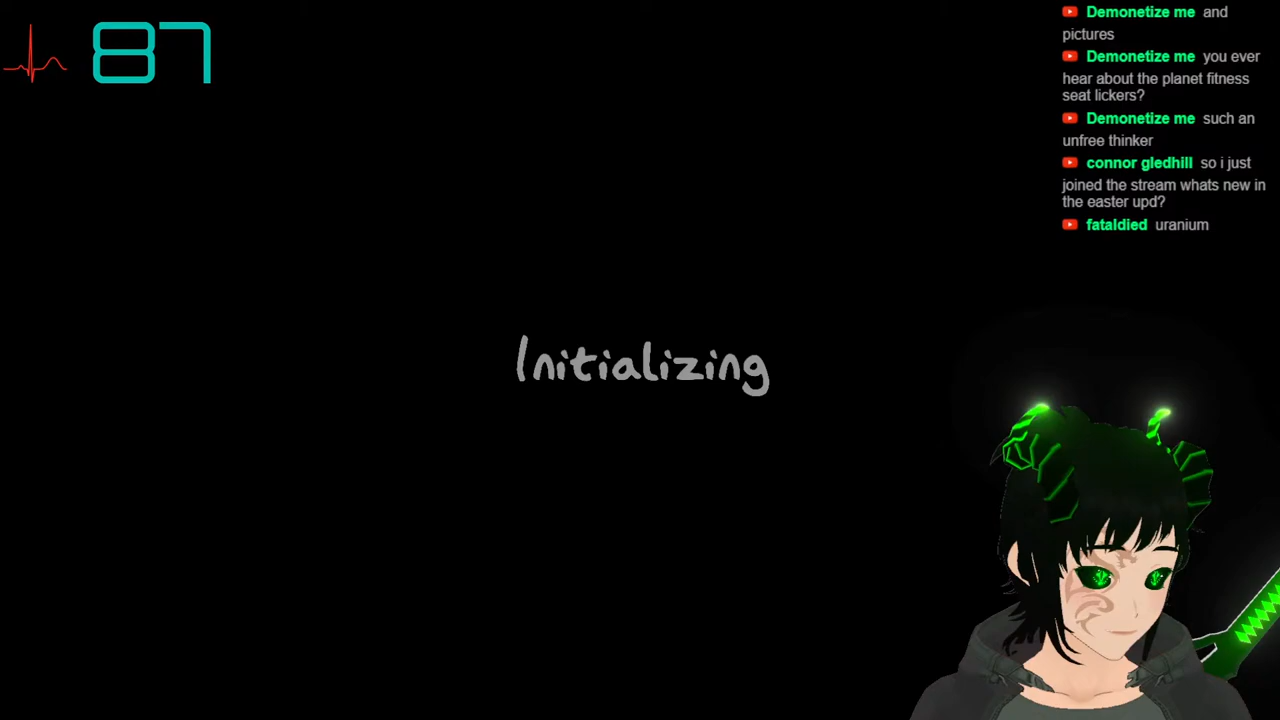 87
Demonetize me and
pictures
Demonetize me you ever
hear about the planet fitness
seat lickers?
Demonetize me such an
unfree thinker
connor gledhill so i just
joined the stream whats new in
the easter upd?
fataldied uranium
Initializing